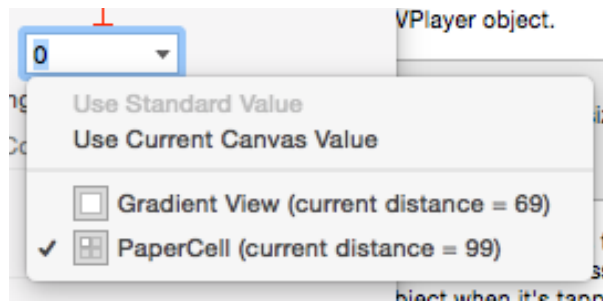 VPlayer object.
0
Use Standard Value
Use Current Canvas Value
Gradient View (current distance = 69)
PaperCell (current distance = 99)